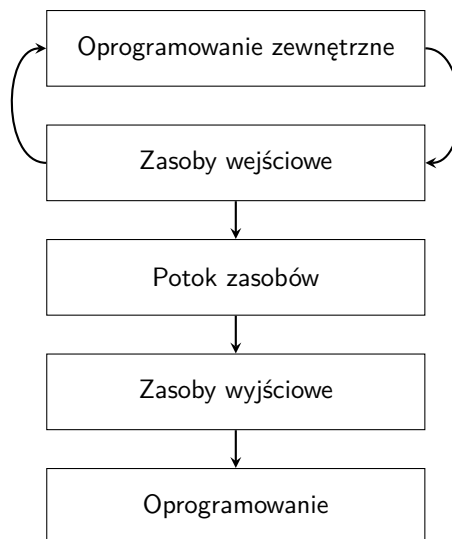 Oprogramowanie zewnętrzne
Zasoby wejściowe
Potok zasobów
Zasoby wyjściowe
Oprogramowanie